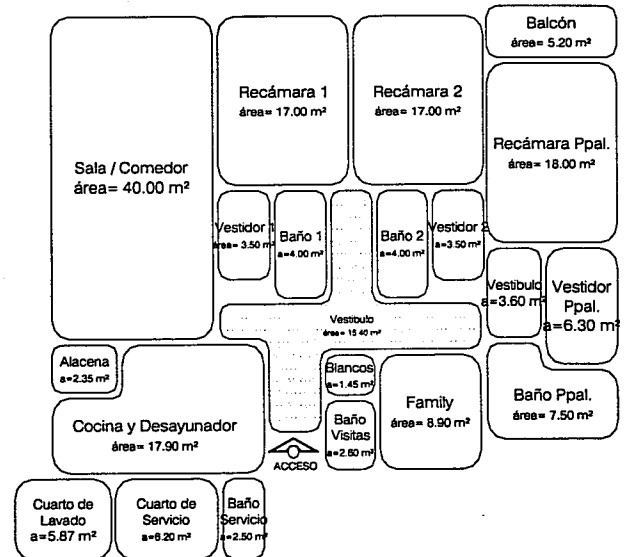 Balcón
área= 5.20 m²
Recámara 1
área= 17.00 m²
Recámara 2
área= 17.00 m²
Recámara Ppal.
área= 18.00 m²
Sala / Comedor
área= 40.00 m²
Vestidor 1
área= 3.50 m²
Baño 1
a=4.00 m²
Baño 2
a=4.00 m²
Vestidor 2
a=3.50 m²
Vestibulo
a=3.60 m²
Vestidor
Ppal.
a=6.30 m²
Vestibulo
área= 15.40 m²
Alacena
a=2.35 m²
Blancos
a=1.45 m²
Cocina y Desayunador
área= 17.90 m²
Baño
Visitas
a=2.60 m²
Family
área= 8.90 m²
Baño Ppal.
área= 7.50 m²
ACCESO
Cuarto de
Lavado
a=5.87 m²
Cuarto de
Servicio
a=6.20 m²
Baño
Servicio
a=2.50 m²